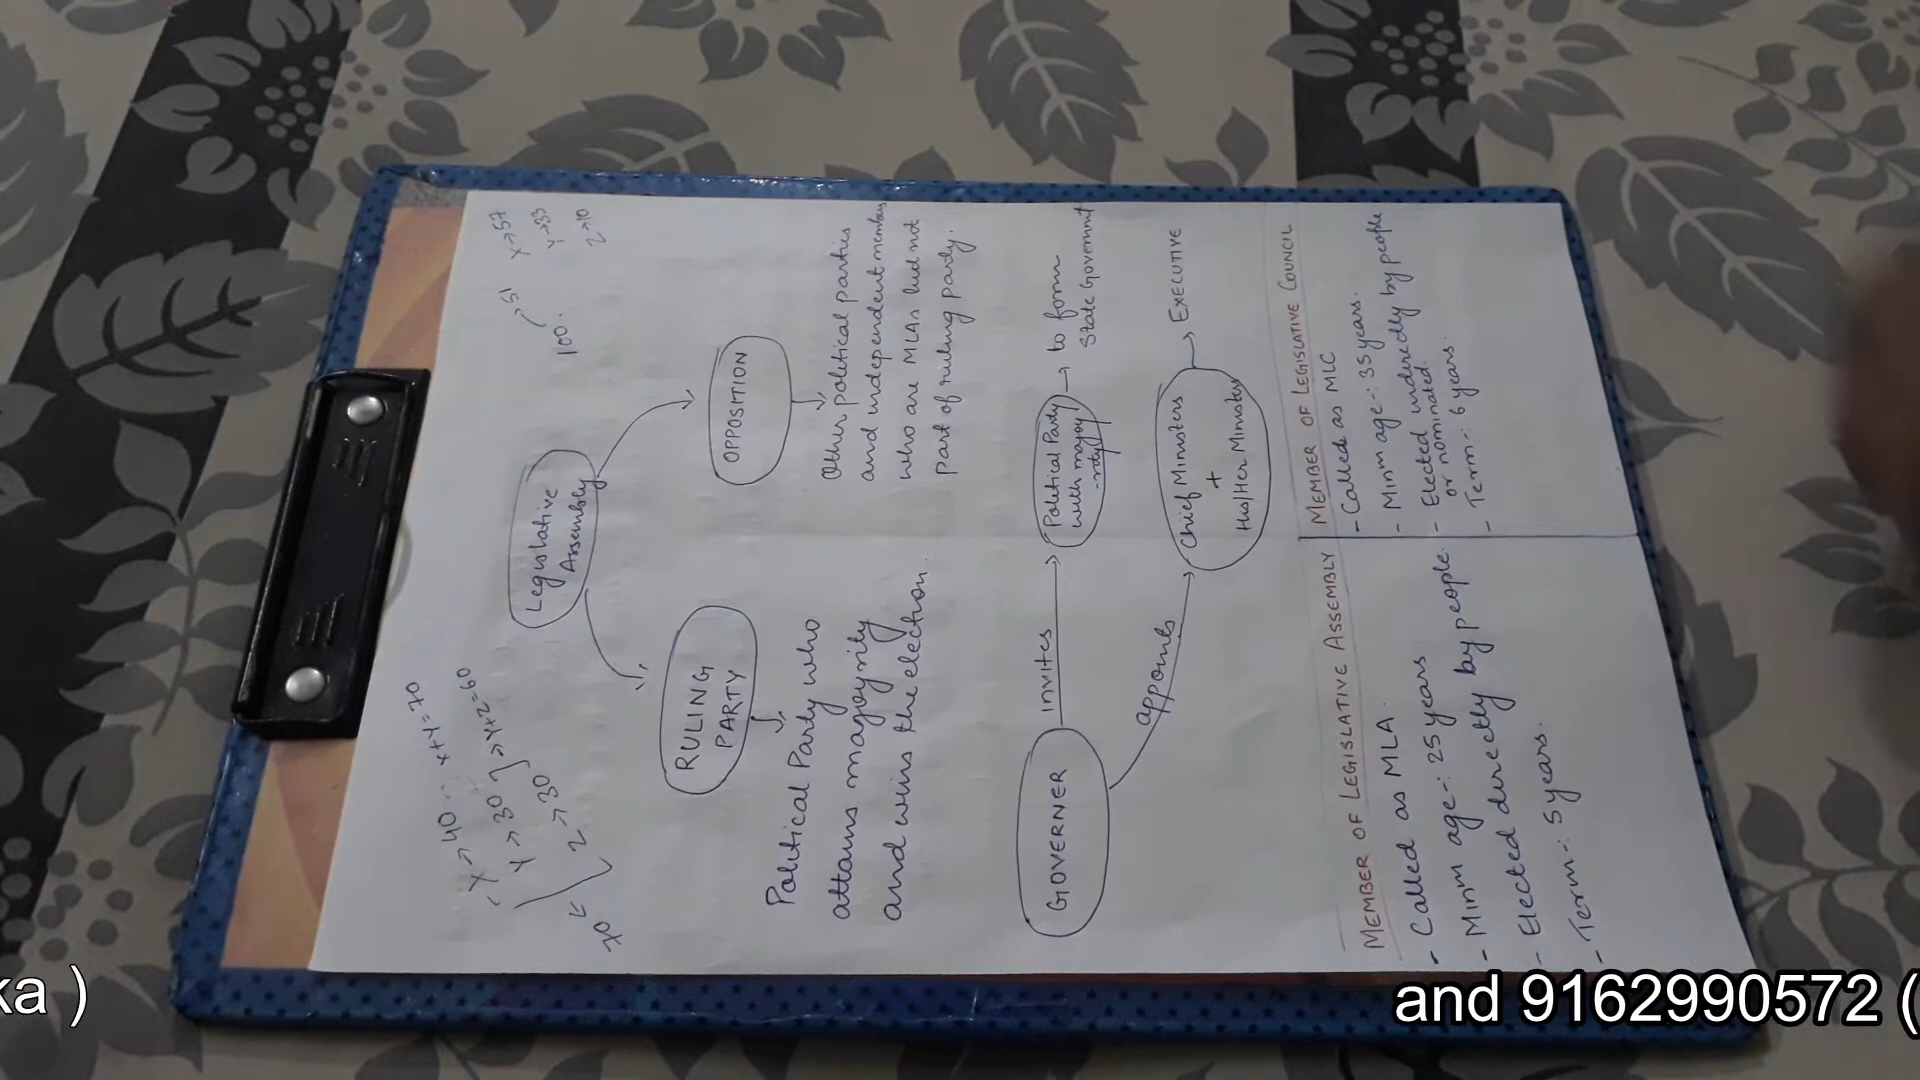 x+y=70
x→40
y→30 ] → y+z=60
z→30
70
100.
51
x→57
y→33
z→10
Legislative
Assembly
RULING
PARTY
Political Party who
attains magoyrity
and wins the election.
OPPOSITION
Other political parties
and independent members
who are MLAs but not
part of ruling party.
GOVERNER
invites
Political Party
with majoy
-rity
to form
State Government
appoints
Chief Ministers
+
His/Her Ministers
EXECUTIVE
MEMBER OF LEGISLATIVE ASSEMBLY
- Called as MLA.
- Minm age-: 25 years
- Elected directly by people.
- Term-: 5 years.
MEMBER OF LEGISLATIVE COUNCIL
- Called as MLC
- Minm age-: 35 years.
- Elected indirectly by people
or nominated.
- Term-: 6 years.
ka )
and 9162990572 (